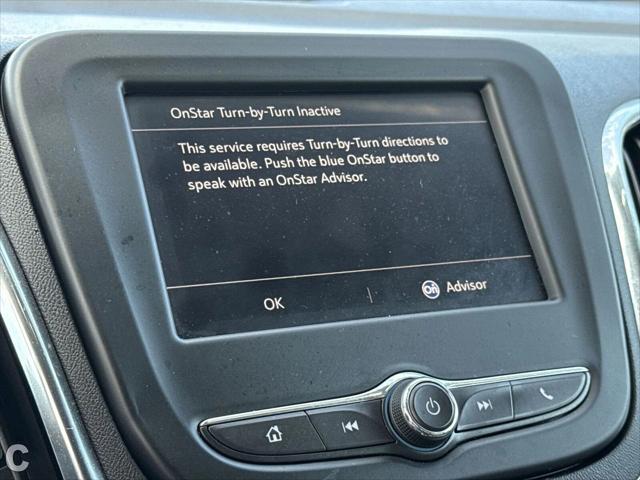 OnStar Turn-by-Turn Inactive
This service requires Turn-by-Turn directions to
be available. Push the blue OnStar button to
speak with an OnStar Advisor.
OK | On Advisor
C